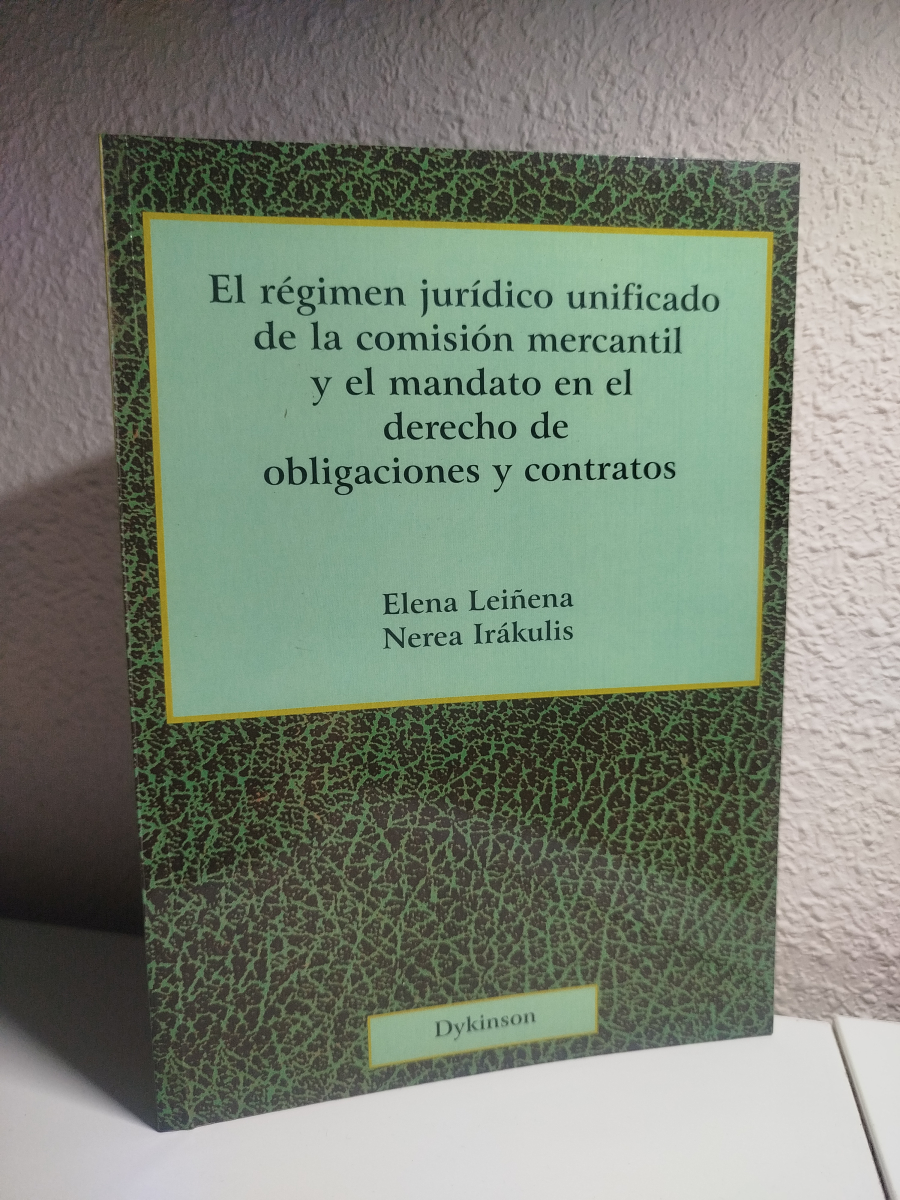 El régimen jurídico unificado
de la comisión mercantil
y el mandato en el
derecho de
obligaciones y contratos
Elena Leiñena
Nerea Irákulis
Dykinson